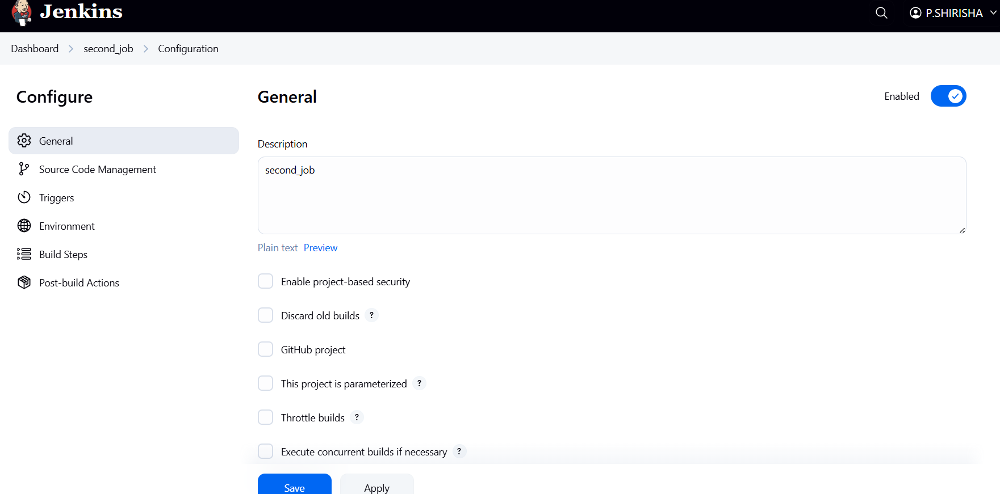 Jenkins
P.SHIRISHA
Dashboard > second_job > Configuration
Configure
General
Source Code Management
Triggers
Environment
Build Steps
Post-build Actions
General
Enabled
Description
second_job
Plain text Preview
Enable project-based security
Discard old builds ?
GitHub project
This project is parameterized ?
Throttle builds ?
Execute concurrent builds if necessary ?
Save Apply